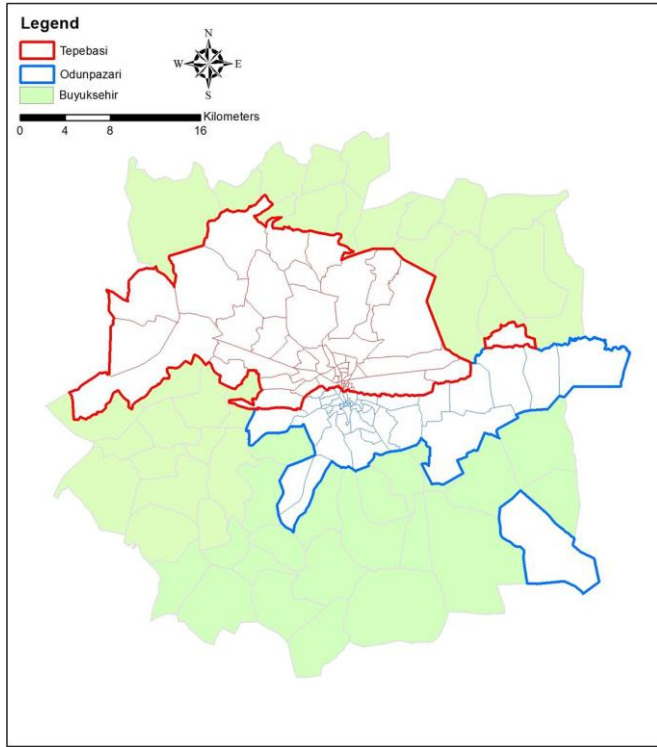 Legend
Tepebasi
Odunpazari
Buyuksehir
N
W E
S
Kilometers
0 4 8 16